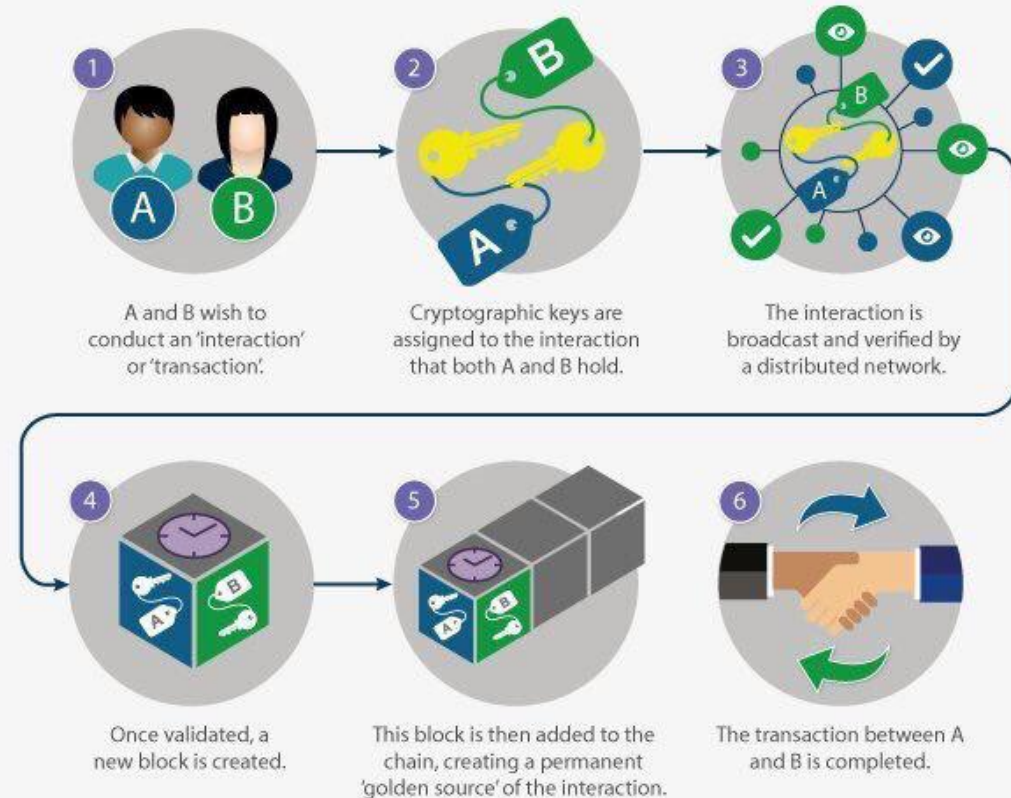 1
A B
A and B wish to
conduct an ‘interaction’
or ‘transaction’.
2
B
A
Cryptographic keys are
assigned to the interaction
that both A and B hold.
3
B
A
The interaction is
broadcast and verified by
a distributed network.
4
A B
Once validated, a
new block is created.
5
A B
This block is then added to the
chain, creating a permanent
‘golden source’ of the interaction.
6
The transaction between A
and B is completed.